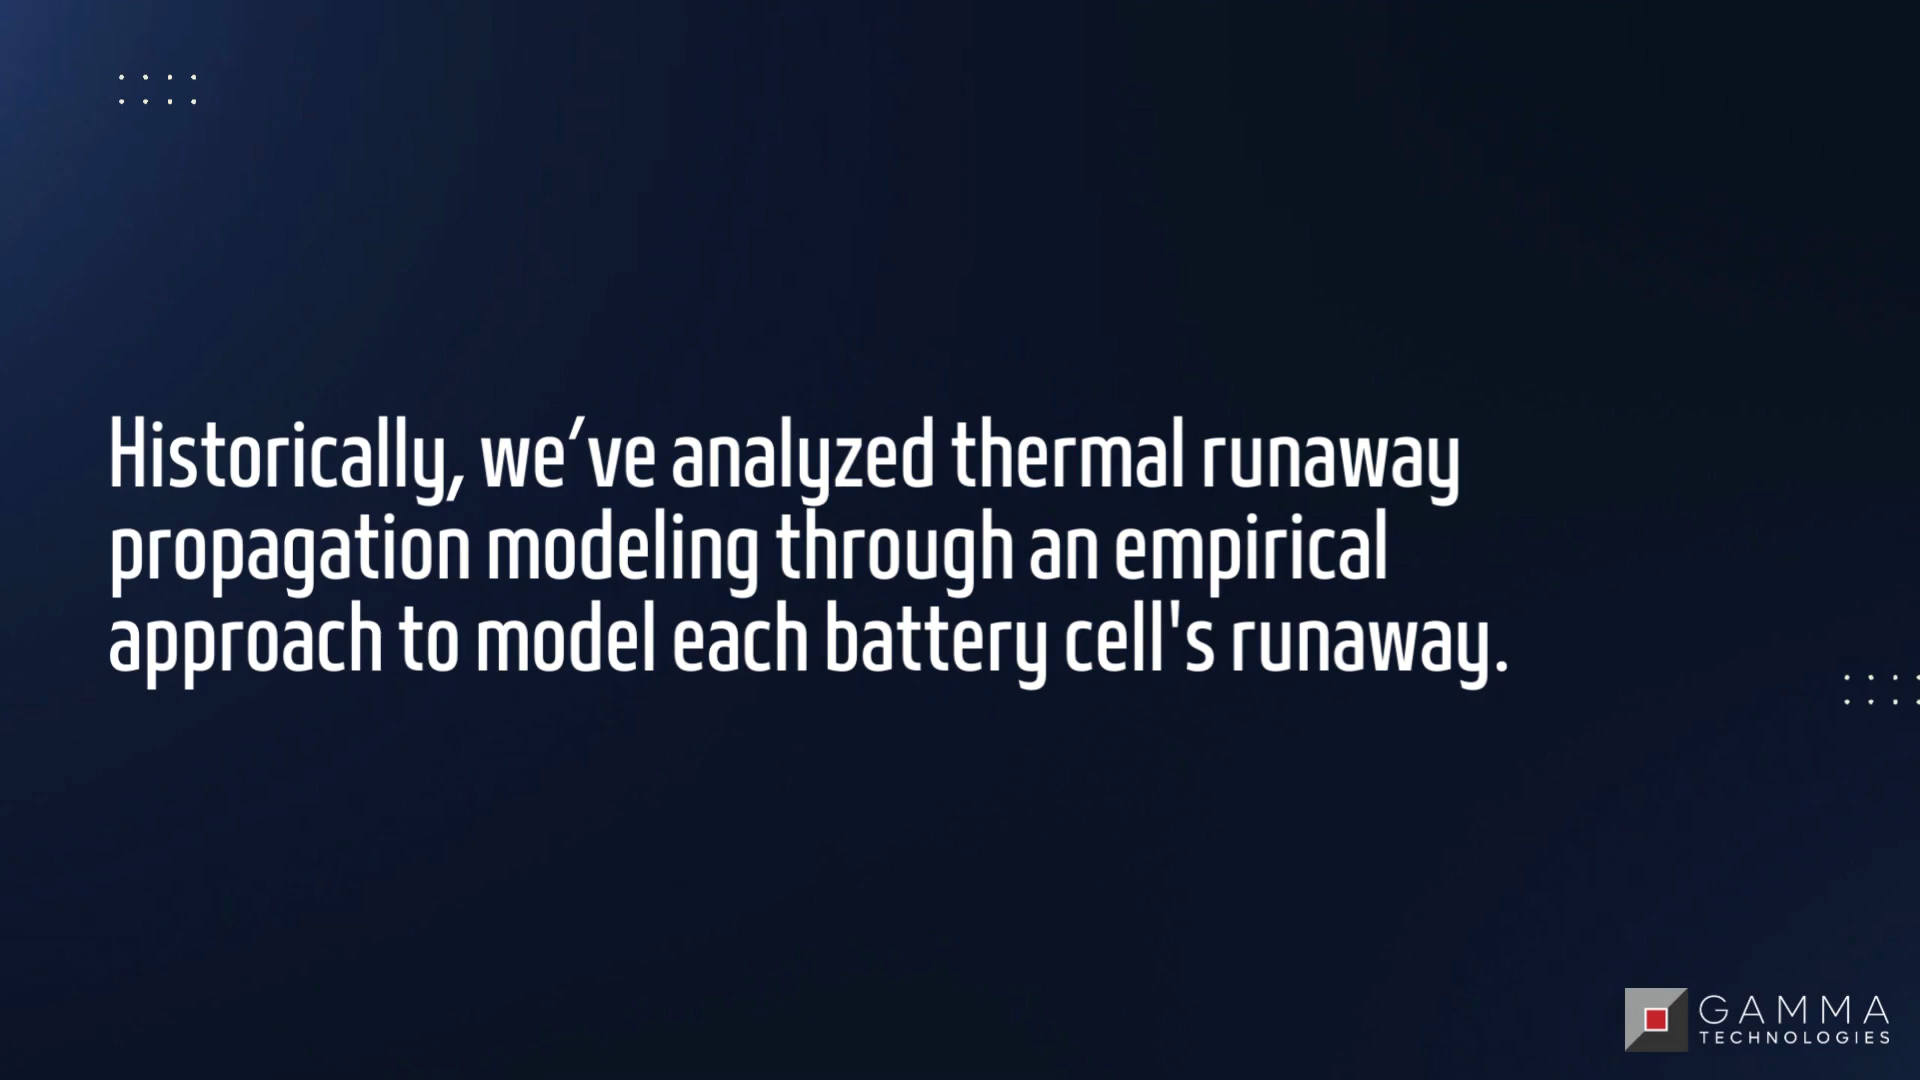 Historically, we’ve analyzed thermal runaway
propagation modeling through an empirical
approach to model each battery cell's runaway.
GAMMA
TECHNOLOGIES